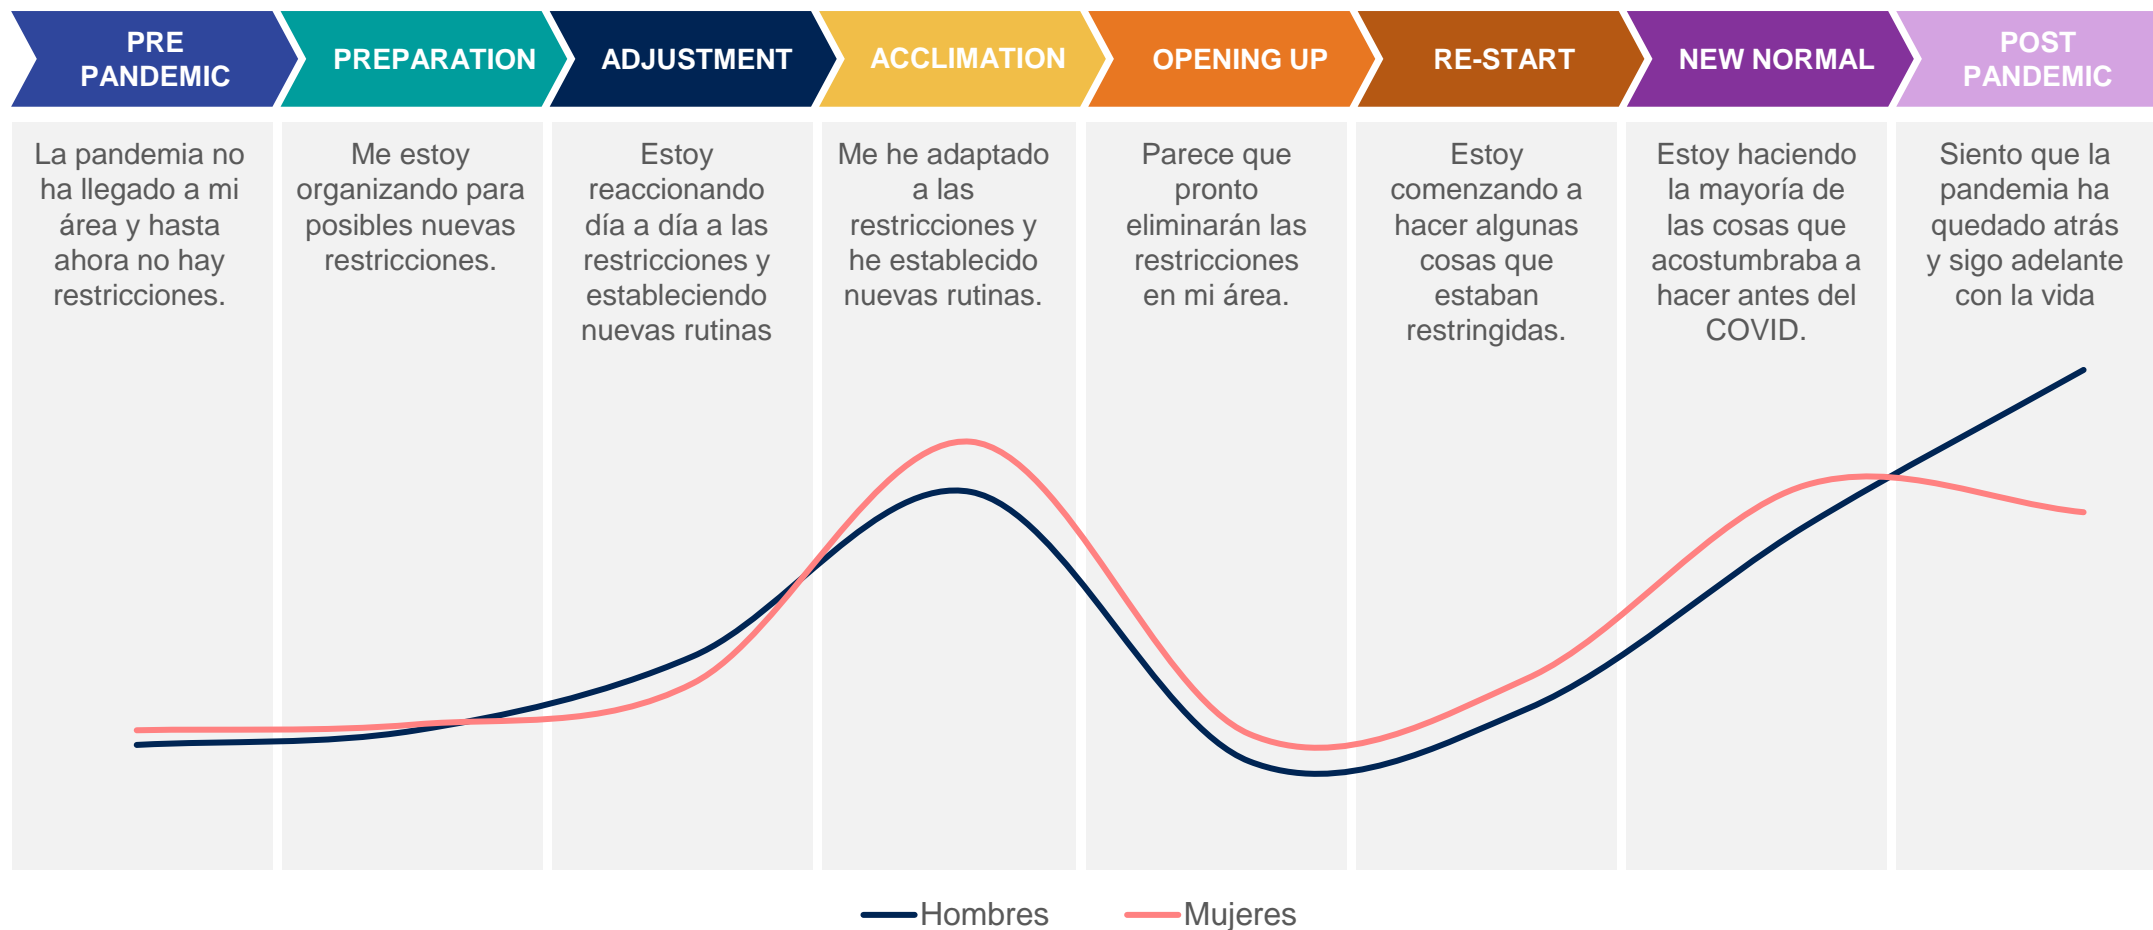 PRE
PANDEMIC
PREPARATION
ADJUSTMENT
ACCLIMATION
OPENING UP
RE-START
NEW NORMAL
POST
PANDEMIC
La pandemia no
ha llegado a mi
área y hasta
ahora no hay
restricciones.
Me estoy
organizando para
posibles nuevas
restricciones.
Estoy
reaccionando
día a día a las
restricciones y
estableciendo
nuevas rutinas
Me he adaptado
a las
restricciones y
he establecido
nuevas rutinas.
Parece que
pronto
eliminarán las
restricciones
en mi área.
Estoy
comenzando a
hacer algunas
cosas que
estaban
restringidas.
Estoy haciendo
la mayoría de
las cosas que
acostumbraba a
hacer antes del
COVID.
Siento que la
pandemia ha
quedado atrás
y sigo adelante
con la vida
Hombres
Mujeres